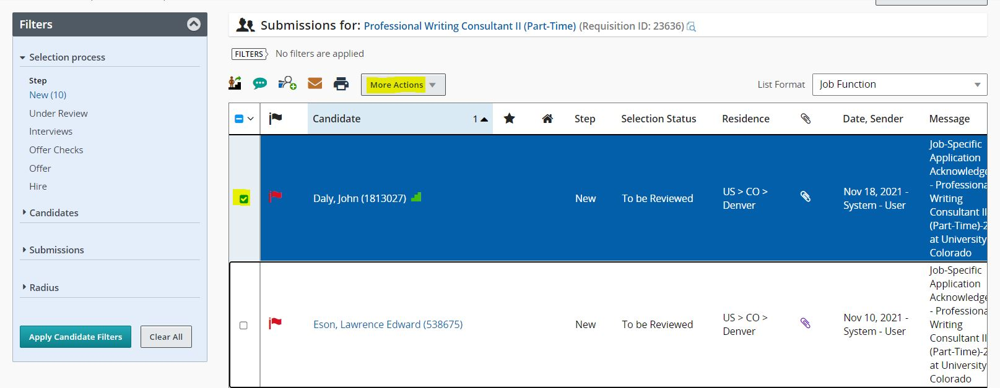 Filters
Selection process
Step
New (10)
Under Review
Interviews
Offer Checks
Offer
Hire
Candidates
Submissions
Radius
Apply Candidate Filters
Clear All
Submissions for: Professional Writing Consultant II (Part-Time) (Requisition ID: 23636)
FILTERS No filters are applied
More Actions
List Format Job Function
Candidate 1 Step Selection Status Residence Date, Sender Message
Daly, John (1813027)
New
To be Reviewed
US > CO >
Denver
Nov 18, 2021 -
System - User
Job-Specific
Application
Acknowledge
- Professiona
Writing
Consultant II
(Part-Time)-2
at University
Colorado
Eson, Lawrence Edward (538675)
New
To be Reviewed
US > CO >
Denver
Nov 10, 2021 -
System - User
Job-Specific
Application
Acknowledge
- Professiona
Writing
Consultant II
(Part-Time)-2
at University
Colorado